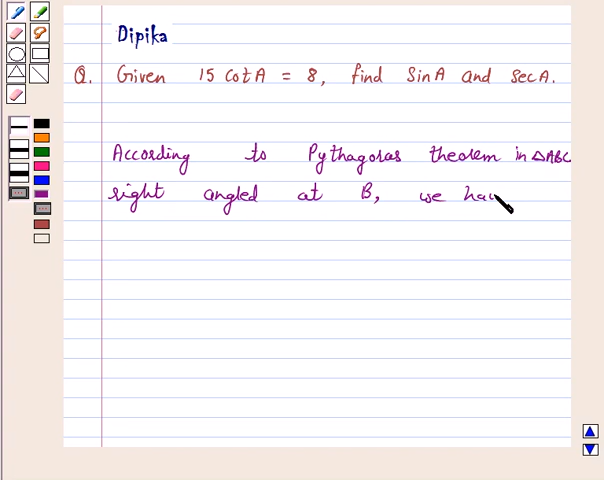 Dipika
Q. Given 15 cot A = 8, find Sin A and sec A.
According to Pythagoras theorem in △ABC
right angled at B, we hav